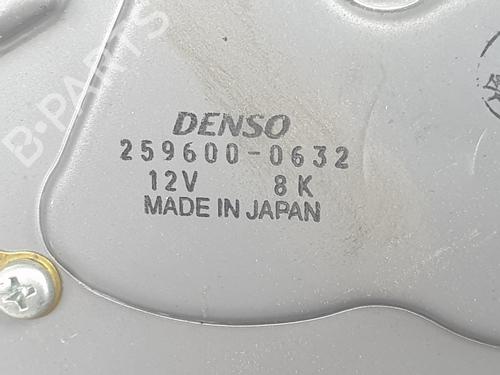 B-PARTS
DENSO
259600-0632
12V 8K
MADE IN JAPAN